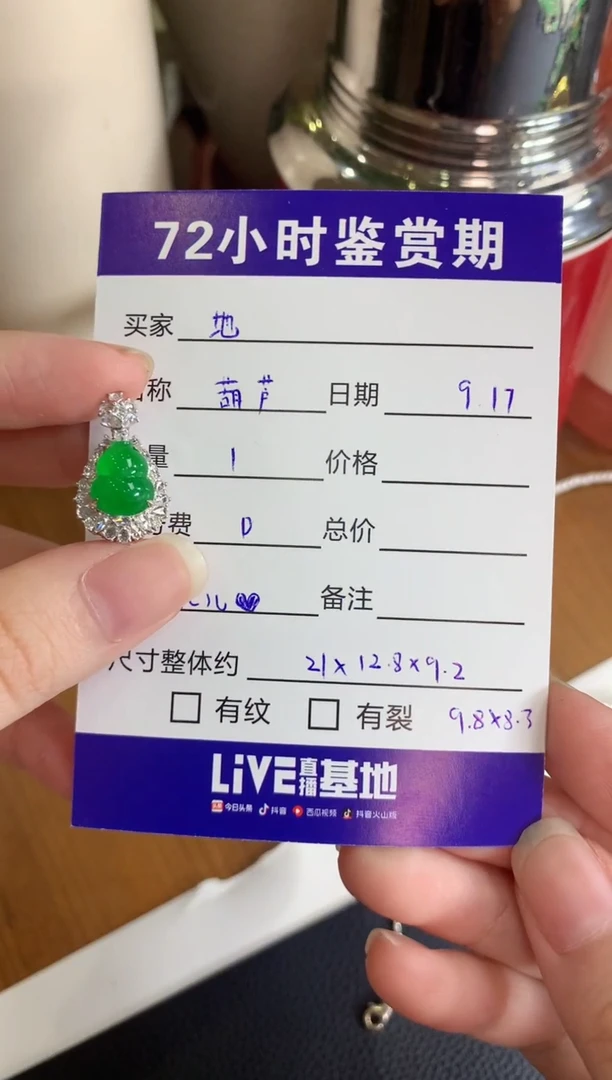 72小时鉴赏期
买家 地
称 葫芦 日期 9.17
量 1 价格
费 0 总价
儿 备注
尺寸整体约 21x12.8x9.2
□ 有纹 □ 有裂 9.8x8.3
LiVE直播基地
今日头条 抖音 西瓜视频 抖音火山版